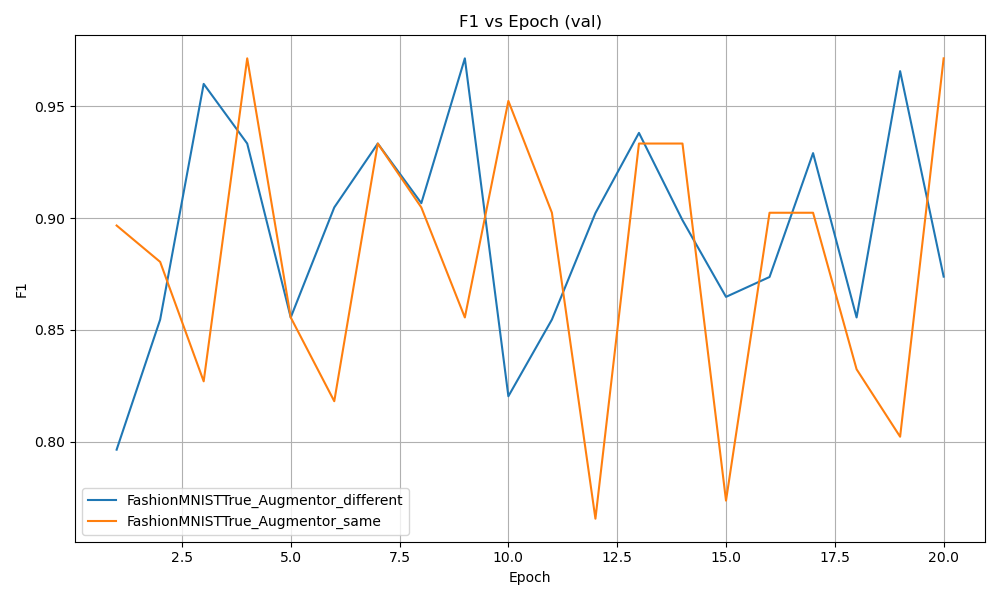 F1 vs Epoch (val)
F1
0.95
0.90
0.85
0.80
FashionMNISTTrue_Augmentor_different
FashionMNISTTrue_Augmentor_same
2.5 5.0 7.5 10.0 12.5 15.0 17.5 20.0
Epoch